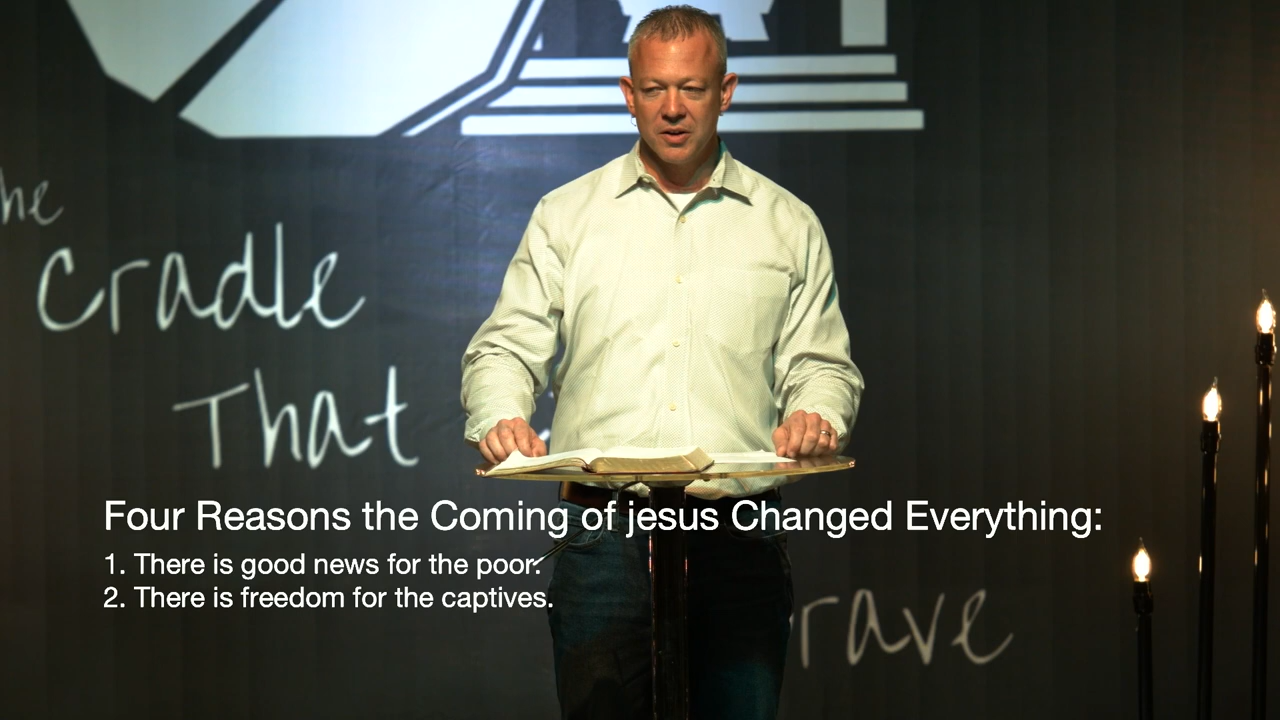 he
Cradle
That
Four Reasons the Coming of jesus Changed Everything:
1. There is good news for the poor.
2. There is freedom for the captives.
rave